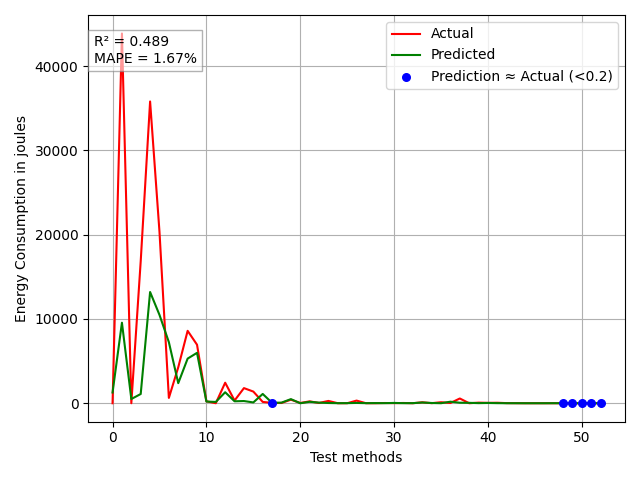 R² = 0.489
MAPE = 1.67%
Actual
Predicted
Prediction ≈ Actual (<0.2)
Energy Consumption in joules
40000
30000
20000
10000
0
0 10 20 30 40 50
Test methods